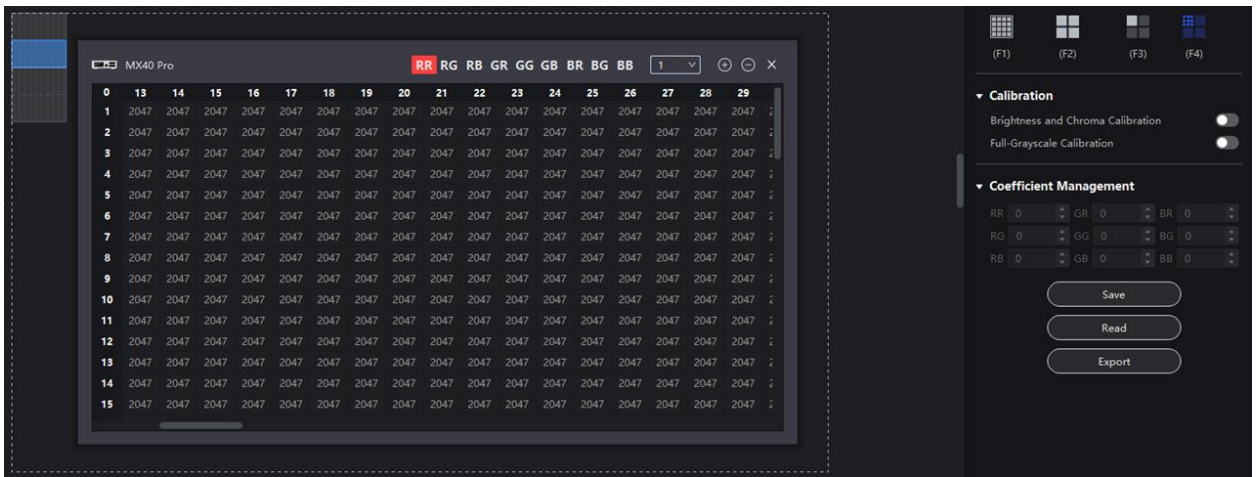 (F1) (F2) (F3) (F4)
MX40 Pro RR RG RB GR GG GB BR BG BB 1
0 13 14 15 16 17 18 19 20 21 22 23 24 25 26 27 28 29
1 2047 2047 2047 2047 2047 2047 2047 2047 2047 2047 2047 2047 2047 2047 2047 2047 2047
2 2047 2047 2047 2047 2047 2047 2047 2047 2047 2047 2047 2047 2047 2047 2047 2047 2047
3 2047 2047 2047 2047 2047 2047 2047 2047 2047 2047 2047 2047 2047 2047 2047 2047 2047
4 2047 2047 2047 2047 2047 2047 2047 2047 2047 2047 2047 2047 2047 2047 2047 2047 2047
5 2047 2047 2047 2047 2047 2047 2047 2047 2047 2047 2047 2047 2047 2047 2047 2047 2047
6 2047 2047 2047 2047 2047 2047 2047 2047 2047 2047 2047 2047 2047 2047 2047 2047 2047
7 2047 2047 2047 2047 2047 2047 2047 2047 2047 2047 2047 2047 2047 2047 2047 2047 2047
8 2047 2047 2047 2047 2047 2047 2047 2047 2047 2047 2047 2047 2047 2047 2047 2047 2047
9 2047 2047 2047 2047 2047 2047 2047 2047 2047 2047 2047 2047 2047 2047 2047 2047 2047
10 2047 2047 2047 2047 2047 2047 2047 2047 2047 2047 2047 2047 2047 2047 2047 2047 2047
11 2047 2047 2047 2047 2047 2047 2047 2047 2047 2047 2047 2047 2047 2047 2047 2047 2047
12 2047 2047 2047 2047 2047 2047 2047 2047 2047 2047 2047 2047 2047 2047 2047 2047 2047
13 2047 2047 2047 2047 2047 2047 2047 2047 2047 2047 2047 2047 2047 2047 2047 2047 2047
14 2047 2047 2047 2047 2047 2047 2047 2047 2047 2047 2047 2047 2047 2047 2047 2047 2047
15 2047 2047 2047 2047 2047 2047 2047 2047 2047 2047 2047 2047 2047 2047 2047 2047 2047
Calibration
Brightness and Chroma Calibration
Full-Grayscale Calibration
Coefficient Management
RR 0 GR 0 BR 0
RG 0 GG 0 BG 0
RB 0 GB 0 BB 0
Save
Read
Export